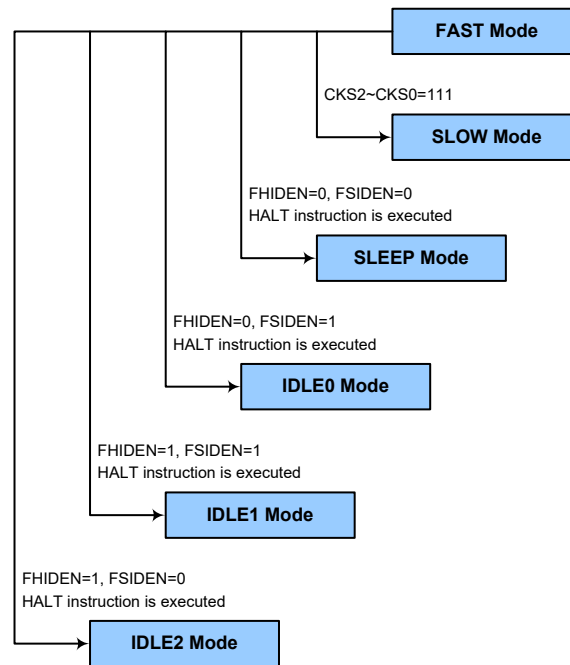 FAST Mode
CKS2~CKS0=111
SLOW Mode
FHIDEN=0, FSIDEN=0
HALT instruction is executed
SLEEP Mode
FHIDEN=0, FSIDEN=1
HALT instruction is executed
IDLE0 Mode
FHIDEN=1, FSIDEN=1
HALT instruction is executed
IDLE1 Mode
FHIDEN=1, FSIDEN=0
HALT instruction is executed
IDLE2 Mode